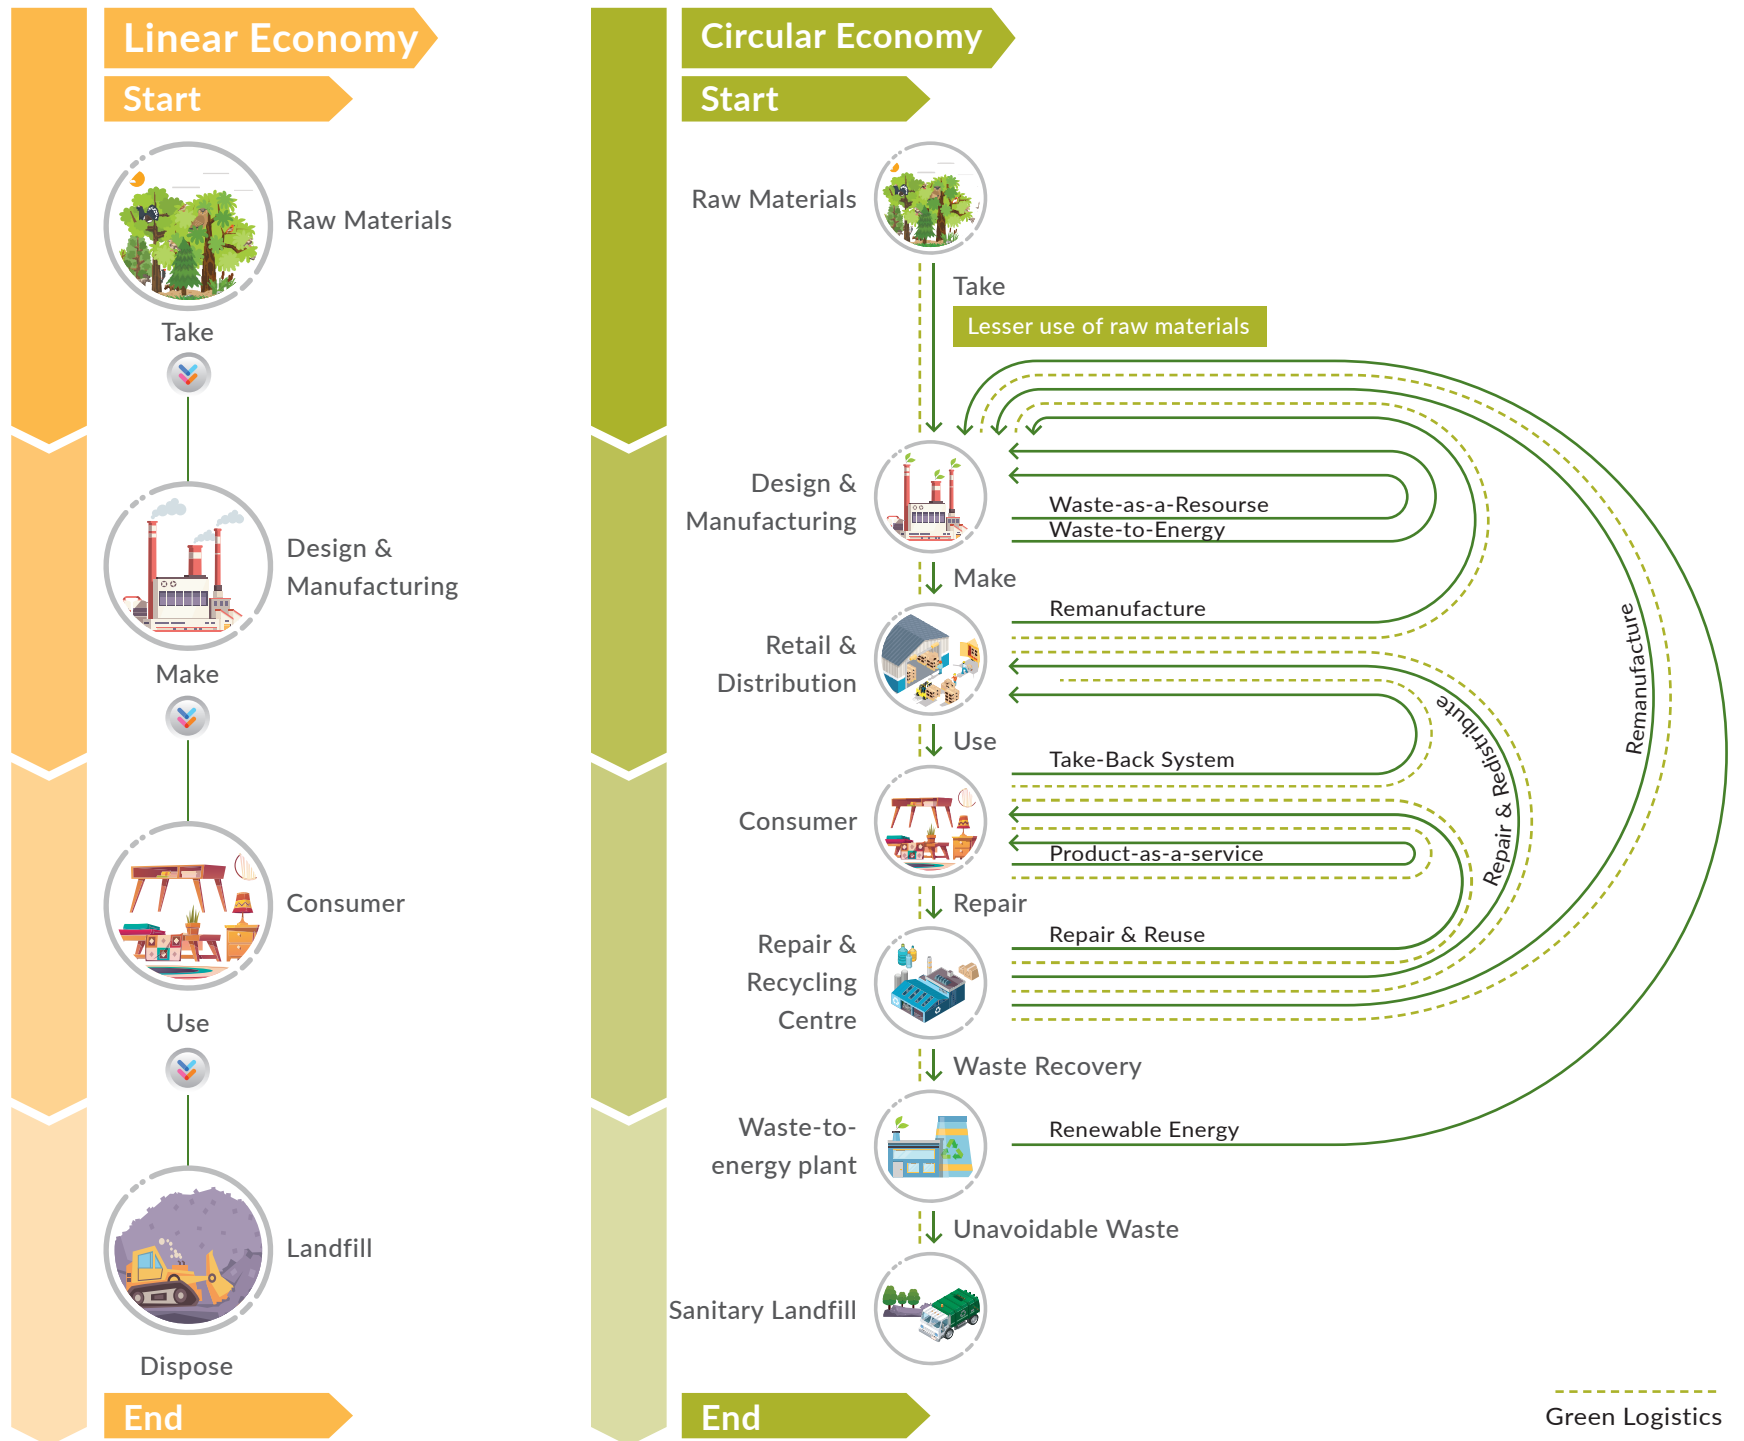 Linear Economy
Start
Raw Materials
Take
Design &
Manufacturing
Make
Consumer
Use
Landfill
Dispose
End
Circular Economy
Start
Raw Materials
Take
Lesser use of raw materials
Design &
Manufacturing
Waste-as-a-Resourse
Waste-to-Energy
Make
Remanufacture
Retail &
Distribution
Use
Take-Back System
Consumer
Product-as-a-service
Repair
Repair & Reuse
Repair & Redistribute
Remanufacture
Repair &
Recycling
Centre
Waste Recovery
Waste-to-
energy plant
Renewable Energy
Unavoidable Waste
Sanitary Landfill
End
Green Logistics